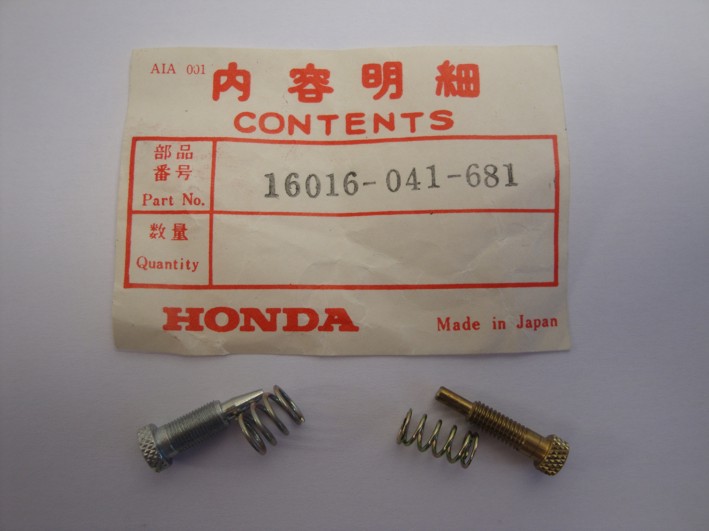 AIA 001
内容明細
CONTENTS
部品
番号
Part No.
16016-041-681
数量
Quantity
HONDA
Made in Japan